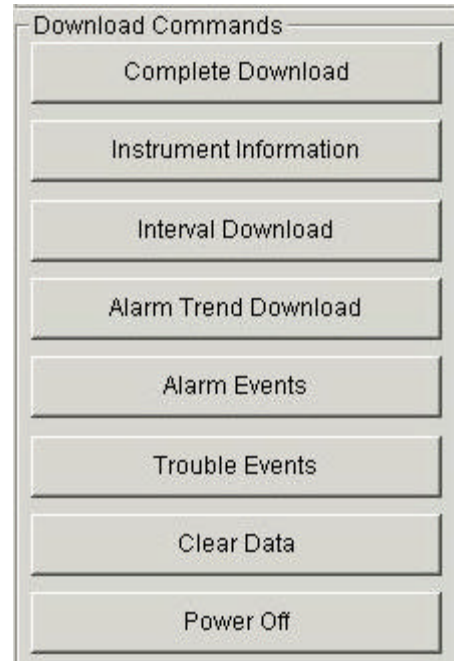 Download Commands
Complete Download
Instrument Information
Interval Download
Alarm Trend Download
Alarm Events
Trouble Events
Clear Data
Power Off